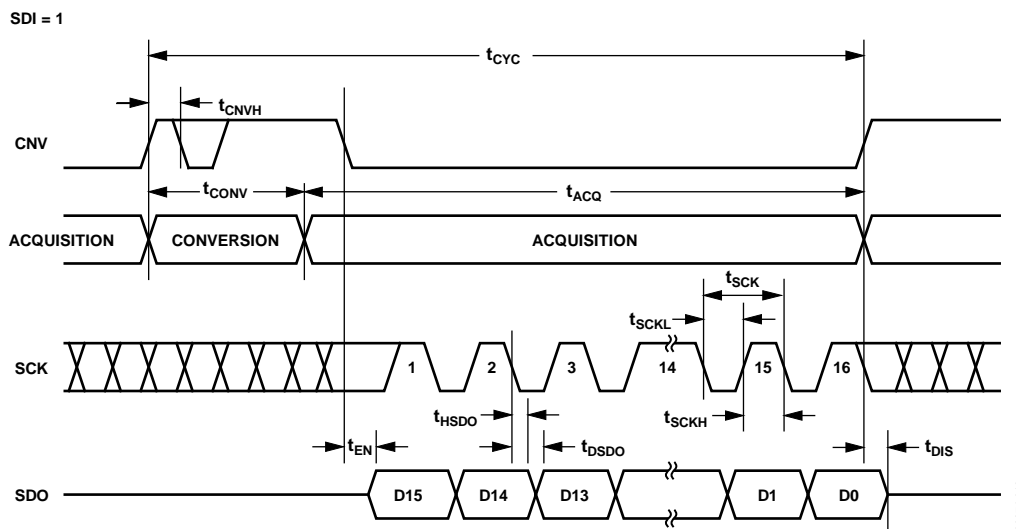 SDI = 1
tCYC
tCNVH
CNV
tCONV
tACQ
ACQUISITION
CONVERSION
ACQUISITION
tSCK
tSCKL
SCK
1
2
3
14
15
16
tHSDO
tSCKH
tEN
tDSDO
tDIS
SDO
D15
D14
D13
D1
D0